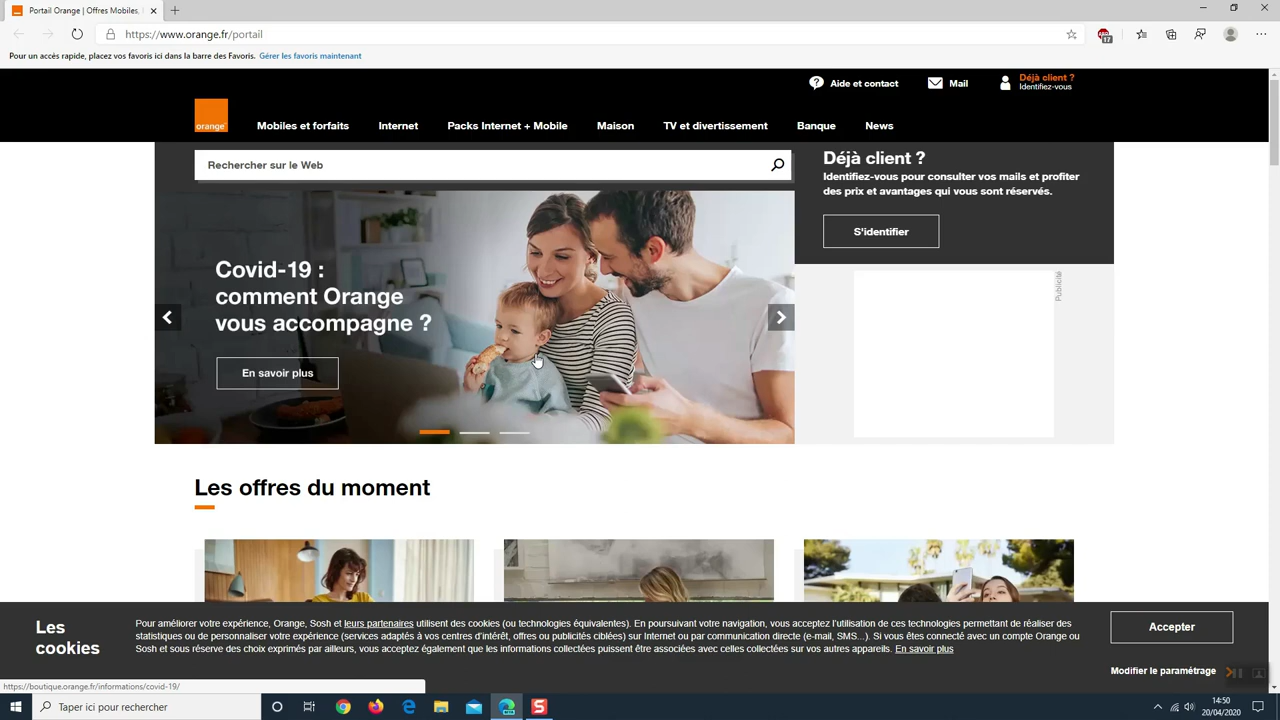 Portail Orange | Offres Mobiles,
https://www.orange.fr/portail
17
Pour un accès rapide, placez vos favoris ici dans la barre des Favoris. Gérer les favoris maintenant
Aide et contact
Mail
Déjà client ?
Identifiez-vous
orange
Mobiles et forfaits
Internet
Packs Internet + Mobile
Maison
TV et divertissement
Banque
News
Rechercher sur le Web
Déjà client ?
Identifiez-vous pour consulter vos mails et profiter
des prix et avantages qui vous sont réservés.
S'identifier
Covid-19 :
comment Orange
vous accompagne ?
En savoir plus
Publicité
Les offres du moment
Les
cookies
Pour améliorer votre expérience, Orange, Sosh et leurs partenaires utilisent des cookies (ou technologies équivalentes). En poursuivant votre navigation, vous acceptez l'utilisation de ces technologies permettant de réaliser des
statistiques ou de personnaliser votre expérience (services adaptés à vos centres d'intérêt, offres ou publicités ciblées) sur Internet ou par communication directe (e-mail, SMS...). Si vous êtes connecté avec un compte Orange ou
Sosh et sous réserve des choix exprimés par ailleurs, vous acceptez également que les informations collectées puissent être associées avec celles collectées sur vos autres appareils. En savoir plus
Accepter
Modifier le paramétrage
https://boutique.orange.fr/informations/covid-19/
Taper ici pour rechercher
14:50
20/04/2020